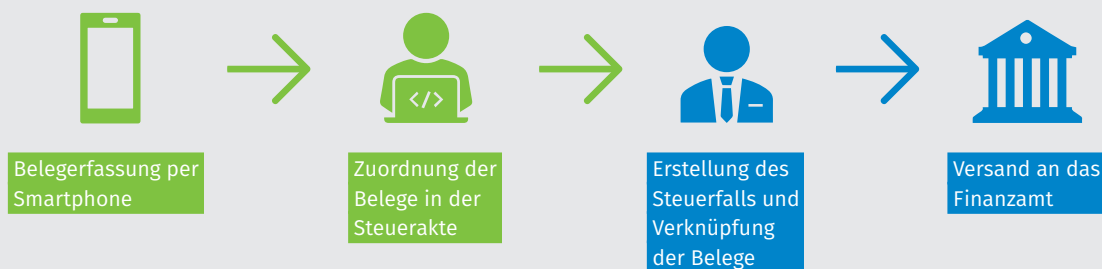 </>
Belegerfassung per
Smartphone
Zuordnung der
Belege in der
Steuerakte
Erstellung des
Steuerfalls und
Verknüpfung
der Belege
Versand an das
Finanzamt